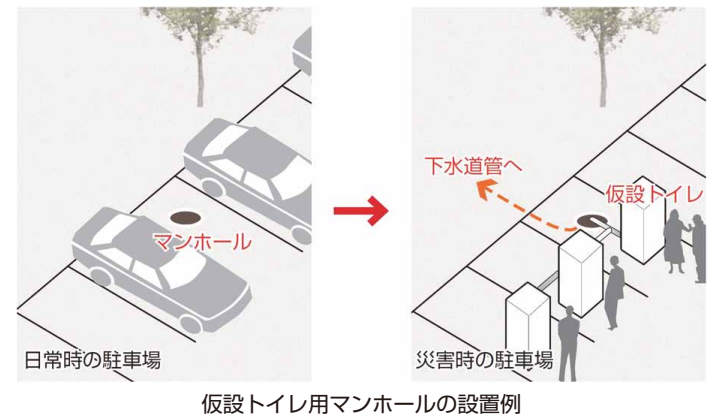 マンホール
日常時の駐車場
下水道管へ
仮設トイレ
災害時の駐車場
仮設トイレ用マンホールの設置例